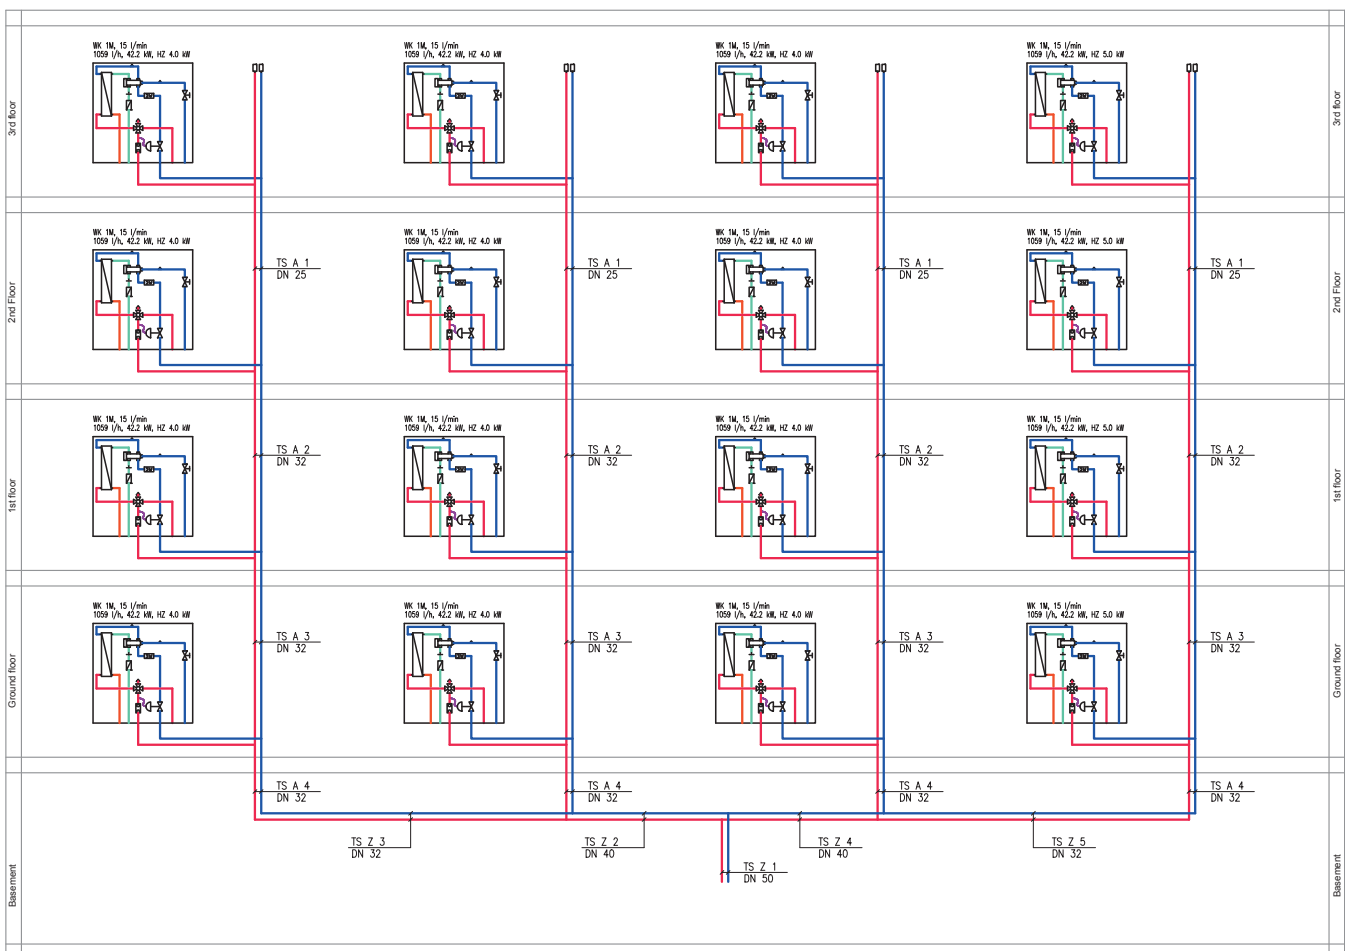 WK 1M, 15 l/min
1059 l/h, 42.2 kW, HZ 4.0 kW
WK 1M, 15 l/min
1059 l/h, 42.2 kW, HZ 4.0 kW
WK 1M, 15 l/min
1059 l/h, 42.2 kW, HZ 4.0 kW
WK 1M, 15 l/min
1059 l/h, 42.2 kW, HZ 5.0 kW
3rd floor
3rd floor
WK 1M, 15 l/min
1059 l/h, 42.2 kW, HZ 4.0 kW
WK 1M, 15 l/min
1059 l/h, 42.2 kW, HZ 4.0 kW
WK 1M, 15 l/min
1059 l/h, 42.2 kW, HZ 4.0 kW
WK 1M, 15 l/min
1059 l/h, 42.2 kW, HZ 5.0 kW
TS A 1
DN 25
TS A 1
DN 25
TS A 1
DN 25
TS A 1
DN 25
2nd Floor
2nd Floor
WK 1M, 15 l/min
1059 l/h, 42.2 kW, HZ 4.0 kW
WK 1M, 15 l/min
1059 l/h, 42.2 kW, HZ 4.0 kW
WK 1M, 15 l/min
1059 l/h, 42.2 kW, HZ 4.0 kW
WK 1M, 15 l/min
1059 l/h, 42.2 kW, HZ 5.0 kW
TS A 2
DN 32
TS A 2
DN 32
TS A 2
DN 32
TS A 2
DN 32
1st floor
1st floor
WK 1M, 15 l/min
1059 l/h, 42.2 kW, HZ 4.0 kW
WK 1M, 15 l/min
1059 l/h, 42.2 kW, HZ 4.0 kW
WK 1M, 15 l/min
1059 l/h, 42.2 kW, HZ 4.0 kW
WK 1M, 15 l/min
1059 l/h, 42.2 kW, HZ 5.0 kW
TS A 3
DN 32
TS A 3
DN 32
TS A 3
DN 32
TS A 3
DN 32
Ground floor
Ground floor
TS A 4
DN 32
TS A 4
DN 32
TS A 4
DN 32
TS A 4
DN 32
TS Z 3
DN 32
TS Z 2
DN 40
TS Z 4
DN 40
TS Z 5
DN 32
TS Z 1
DN 50
Basement
Basement